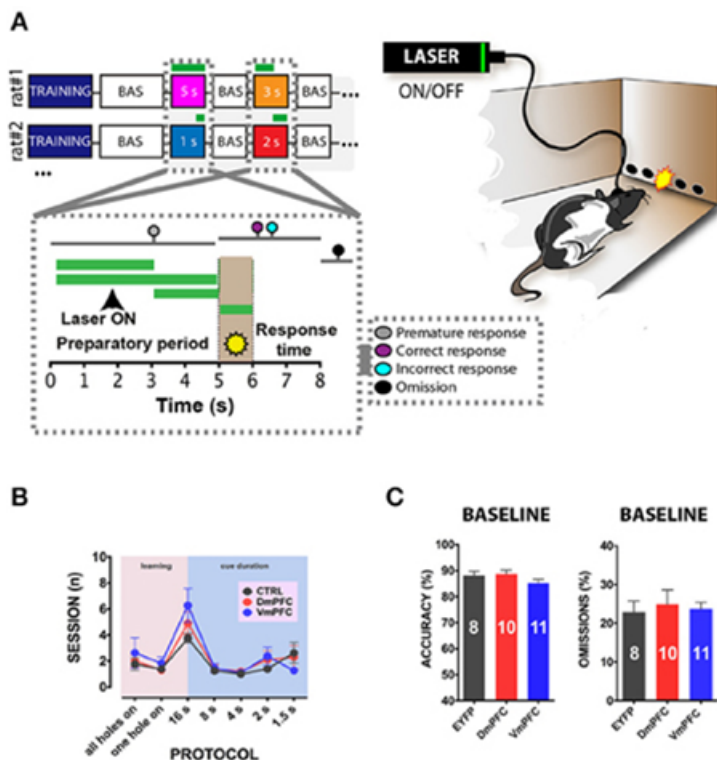 A
LASER
ON/OFF
rat#1
TRAINING BAS 5 s BAS 3 s BAS ...
rat#2
TRAINING BAS 1 s BAS 2 s BAS ...
...
Laser ON
Preparatory period
Response time
0 1 2 3 4 5 6 7 8
Time (s)
Premature response
Correct response
Incorrect response
Omission
B
learning
cue duration
CTRL
DmPFC
VmPFC
SESSION (n)
10
8
6
4
2
0
all holes on
one hole on
16 s
8 s
4 s
2 s
1.5 s
PROTOCOL
C
BASELINE
ACCURACY (%)
100
90
80
70
60
50
40
8 10 11
EYFP
DmPFC
VmPFC
BASELINE
OMISSIONS (%)
40
30
20
10
0
8 10 11
EYFP
DmPFC
VmPFC